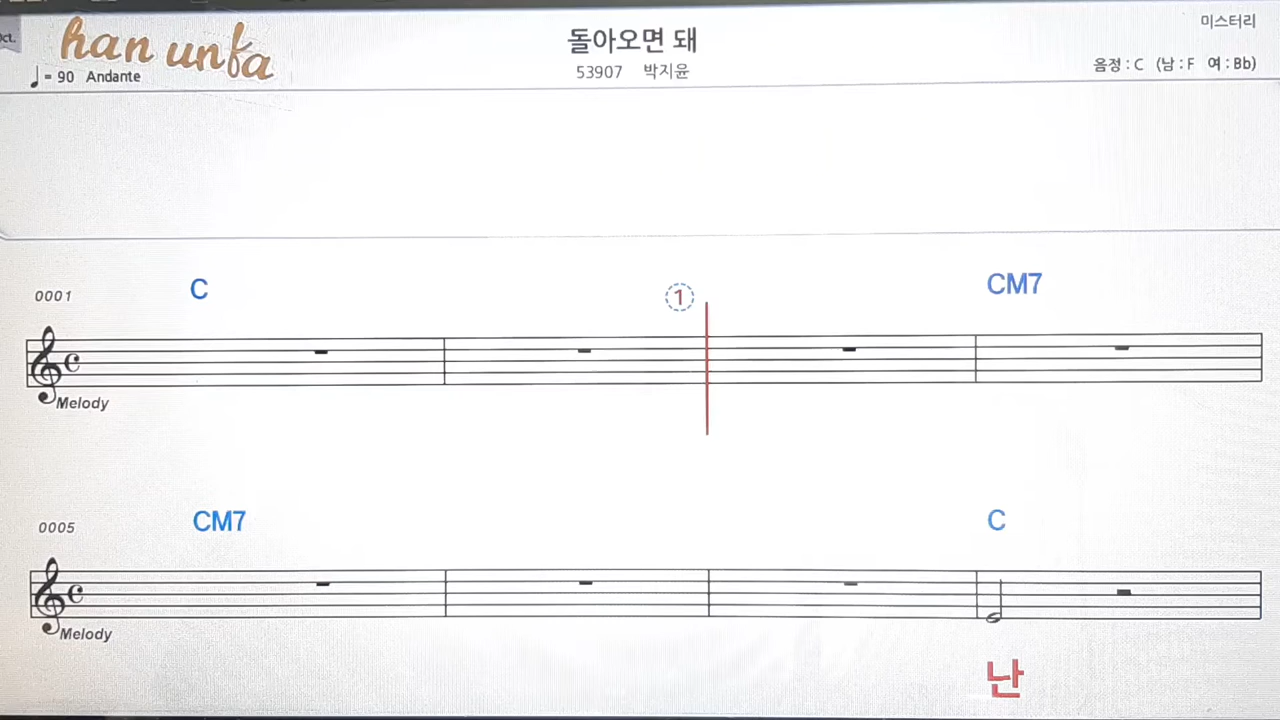 미스터리
han unfa
돌아오면 돼
♩ = 90 Andante
53907 박지윤
음정 : C (남 : F 여 : Bb)
0001
C
①
CM7
Melody
0005
CM7
C
Melody
난